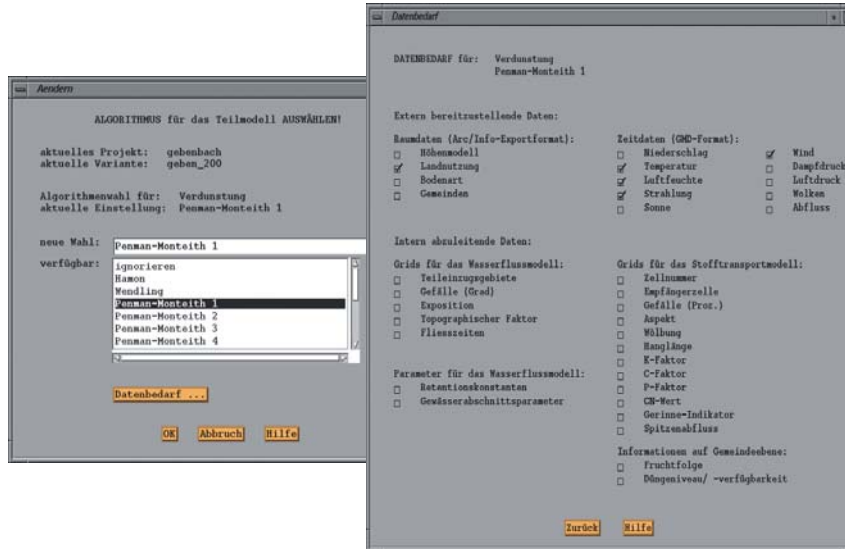 Aendern
ALGORITHMUS für das Teilmodell AUSWÄHLEN!
aktuelles Projekt: gebenbach
aktuelle Variante: geben_200
Algorithmenwahl für: Verdunstung
aktuelle Einstellung: Penman-Monteith 1
neue Wahl: Penman-Monteith 1
verfügbar:
ignorieren
Hamon
Wendling
Penman-Monteith 1
Penman-Monteith 2
Penman-Monteith 3
Penman-Monteith 4
Datenbedarf ...
OK Abbruch Hilfe
Datenbedarf
DATENBEDARF für: Verdunstung
Penman-Monteith 1
Extern bereitzustellende Daten:
Raumdaten (Arc/Info-Exportformat):
Höhenmodell
Landnutzung
Bodenart
Gemeinden
Zeitdaten (GMD-Format):
Niederschlag
Temperatur
Luftfeuchte
Strahlung
Sonne
Wind
Dampfdruck
Luftdruck
Wolken
Abfluss
Intern abzuleitende Daten:
Grids für das Wasserflussmodell:
Teileinzugsgebiete
Gefälle (Grad)
Exposition
Topographischer Faktor
Fliesszeiten
Parameter für das Wasserflussmodell:
Retentionskonstanten
Gewässerabschnittsparameter
Grids für das Stofftransportmodell:
Zellnummer
Empfängerzelle
Gefälle (Proz.)
Aspekt
Wölbung
Hanglänge
K-Faktor
C-Faktor
P-Faktor
CN-Wert
Gerinne-Indikator
Spitzenabfluss
Informationen auf Gemeindeebene:
Fruchtfolge
Düngeniveau/ -verfügbarkeit
Zurück Hilfe